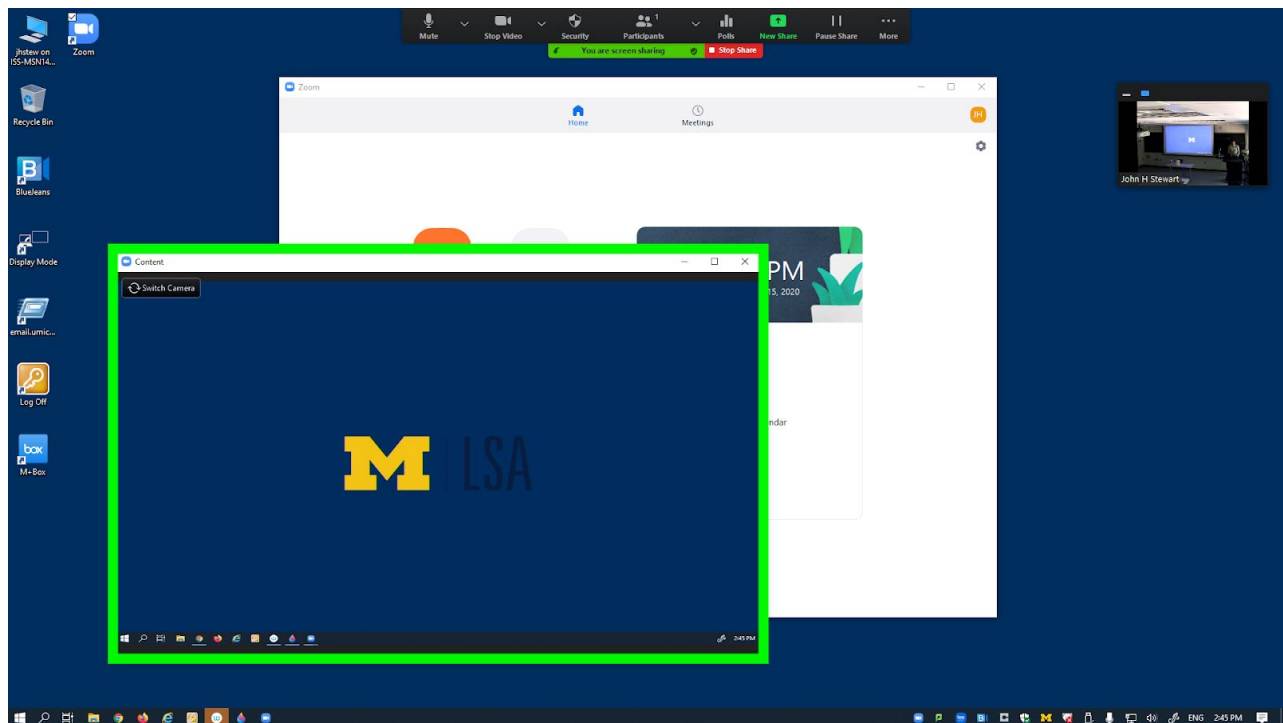 jhstew on
ISS-MSN14...
Zoom
Recycle Bin
BlueJeans
Display Mode
email.umic...
Log Off
box
M+Box
Mute
Stop Video
Security
1
Participants
Polls
New Share
Pause Share
More
You are screen sharing
Stop Share
Zoom
Home
Meetings
JH
PM
15, 2020
ndar
Content
Switch Camera
M LSA
2:45 PM
John H Stewart
ENG 2:45 PM